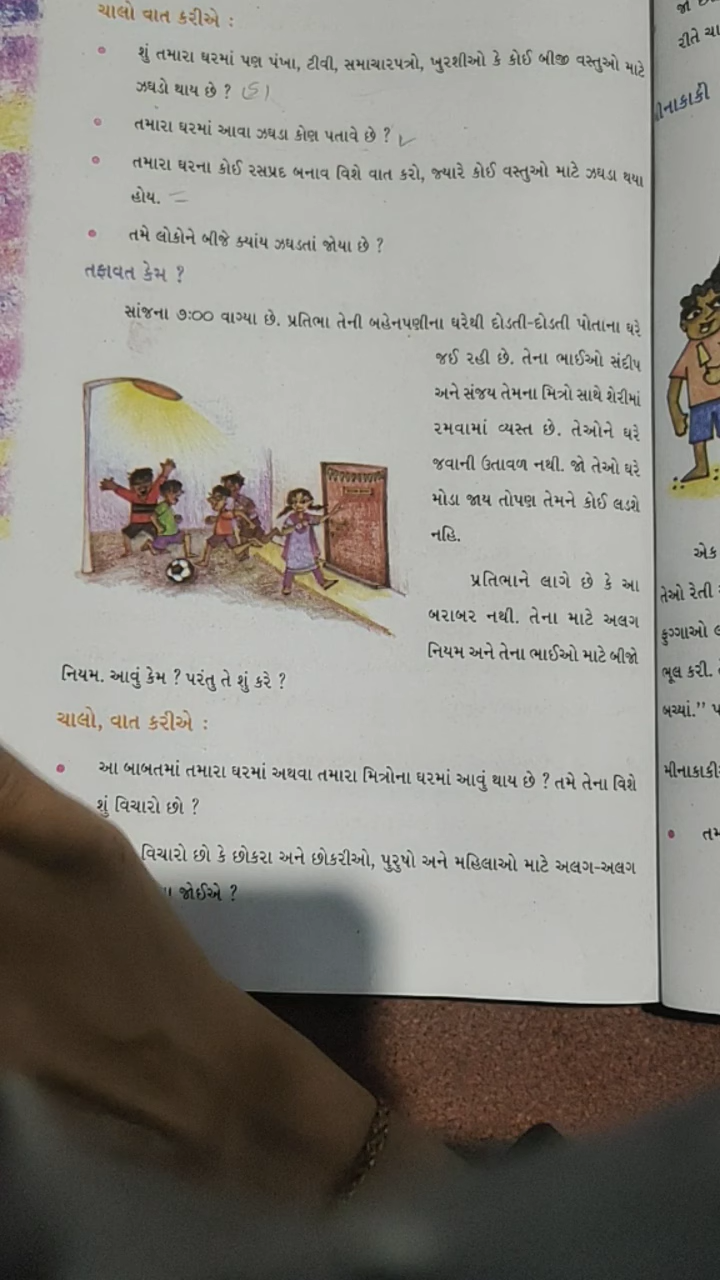 ચાલો વાત કરીએ :
શું તમારા ઘરમાં પણ પંખા, ટીવી, સમાચારપત્રો, ખુરશીઓ કે કોઈ બીજી વસ્તુઓ માટે
ઝઘડો થાય છે ?
તમારા ઘરમાં આવા ઝઘડા કોણ પતાવે છે ?
તમારા ઘરના કોઈ રસપ્રદ બનાવ વિશે વાત કરો, જ્યારે કોઈ વસ્તુઓ માટે ઝઘડા થયા
હોય.
તમે લોકોને બીજે ક્યાંય ઝઘડતાં જોયા છે ?
તફાવત કેમ ?
સાંજના ૭:૦૦ વાગ્યા છે. પ્રતિભા તેની બહેનપણીના ઘરેથી દોડતી-દોડતી પોતાના ઘરે
જઈ રહી છે. તેના ભાઈઓ સંદીપ
અને સંજય તેમના મિત્રો સાથે શેરીમાં
રમવામાં વ્યસ્ત છે. તેઓને ઘરે
જવાની ઉતાવળ નથી. જો તેઓ ઘરે
મોડા જાય તોપણ તેમને કોઈ લડશે
નહિ.
પ્રતિભાને લાગે છે કે આ
બરાબર નથી. તેના માટે અલગ
નિયમ અને તેના ભાઈઓ માટે બીજો
નિયમ. આવું કેમ ? પરંતુ તે શું કરે ?
ચાલો, વાત કરીએ :
આ બાબતમાં તમારા ઘરમાં અથવા તમારા મિત્રોના ઘરમાં આવું થાય છે ? તમે તેના વિશે
શું વિચારો છો ?
વિચારો છો કે છોકરા અને છોકરીઓ, પુરુષો અને મહિલાઓ માટે અલગ-અલગ
જોઈએ ?
રીતે
એક
તેઓ રેતી
ફુગ્ગાઓ
ભૂલ કરી.
બચ્યાં.”